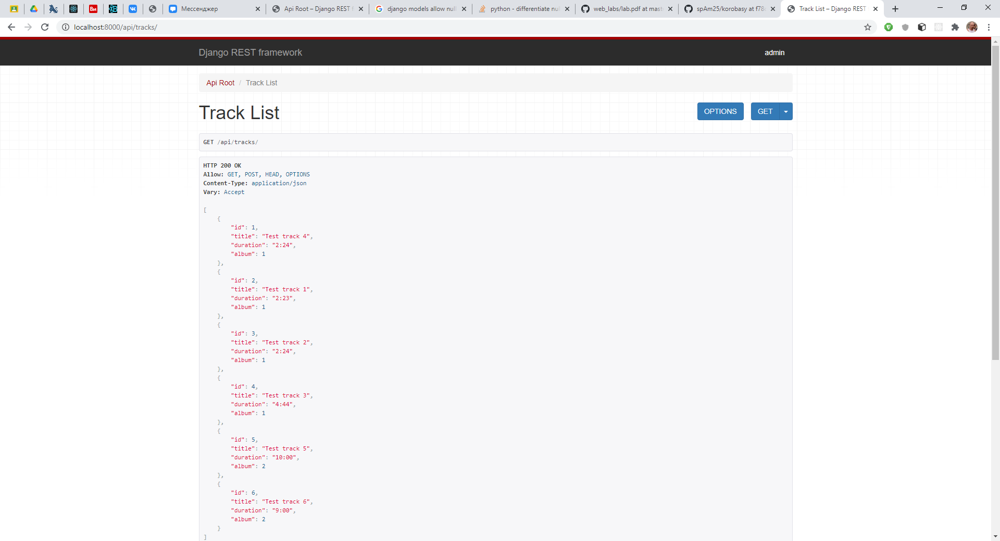 Ви
Мессенджер
Api Root – Django REST f
django models allow null
python - differentiate nul
web_labs/lab.pdf at mast
spAm25/korobasy at f78c
Track List – Django REST
localhost:8000/api/tracks/
Django REST framework
admin
Api Root / Track List
Track List
OPTIONS
GET
GET /api/tracks/
HTTP 200 OK
Allow: GET, POST, HEAD, OPTIONS
Content-Type: application/json
Vary: Accept
[
{
"id": 1,
"title": "Test track 4",
"duration": "2:24",
"album": 1
},
{
"id": 2,
"title": "Test track 1",
"duration": "2:23",
"album": 1
},
{
"id": 3,
"title": "Test track 2",
"duration": "2:24",
"album": 1
},
{
"id": 4,
"title": "Test track 3",
"duration": "4:44",
"album": 1
},
{
"id": 5,
"title": "Test track 5",
"duration": "10:00",
"album": 2
},
{
"id": 6,
"title": "Test track 6",
"duration": "9:00",
"album": 2
}
]